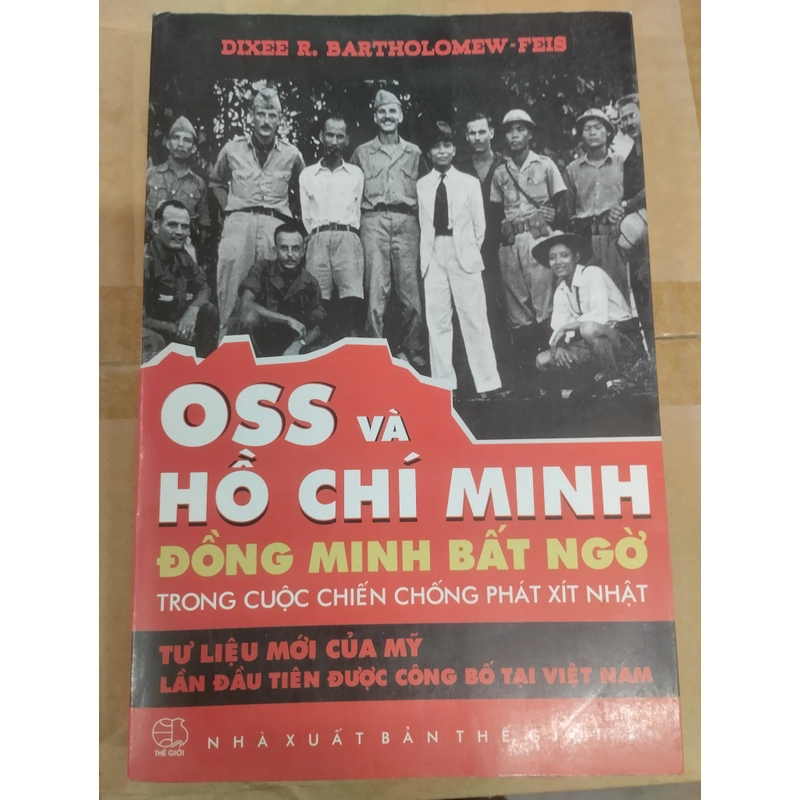 DIXEE R. BARTHOLOMEW-FEIS
OSS VÀ
HỒ CHÍ MINH
ĐỒNG MINH BẤT NGỜ
TRONG CUỘC CHIẾN CHỐNG PHÁT XÍT NHẬT
TƯ LIỆU MỚI CỦA MỸ
LẦN ĐẦU TIÊN ĐƯỢC CÔNG BỐ TẠI VIỆT NAM
THẾ GIỚI
NHÀ XUẤT BẢN THẾ GIỚI